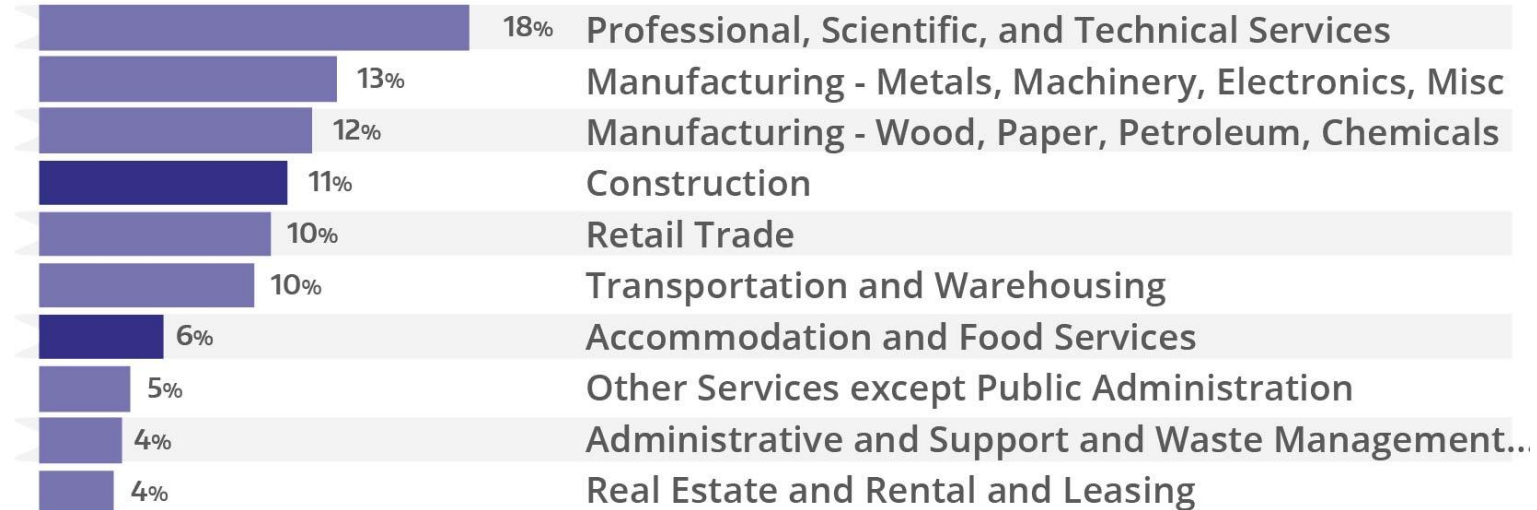 18% Professional, Scientific, and Technical Services
13% Manufacturing - Metals, Machinery, Electronics, Misc
12% Manufacturing - Wood, Paper, Petroleum, Chemicals
11% Construction
10% Retail Trade
10% Transportation and Warehousing
6% Accommodation and Food Services
5% Other Services except Public Administration
4% Administrative and Support and Waste Management...
4% Real Estate and Rental and Leasing